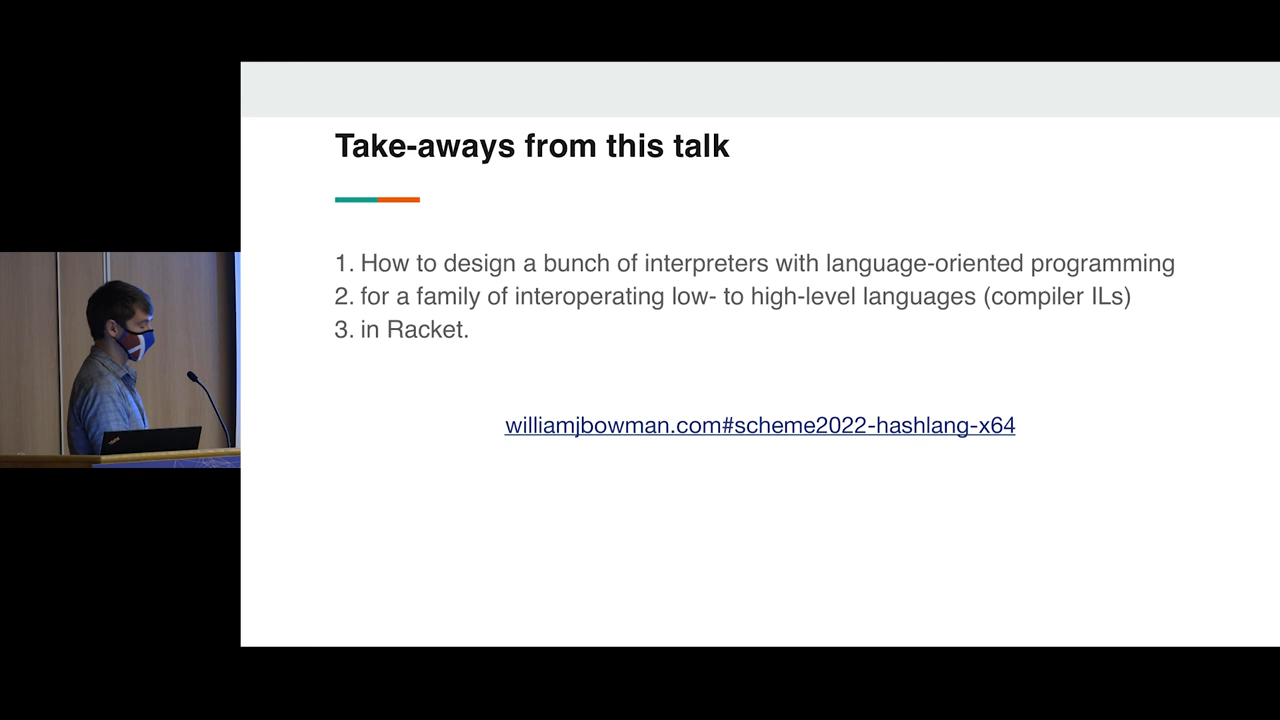 Take-aways from this talk
1. How to design a bunch of interpreters with language-oriented programming
2. for a family of interoperating low- to high-level languages (compiler ILs)
3. in Racket.
williamjbowman.com#scheme2022-hashlang-x64